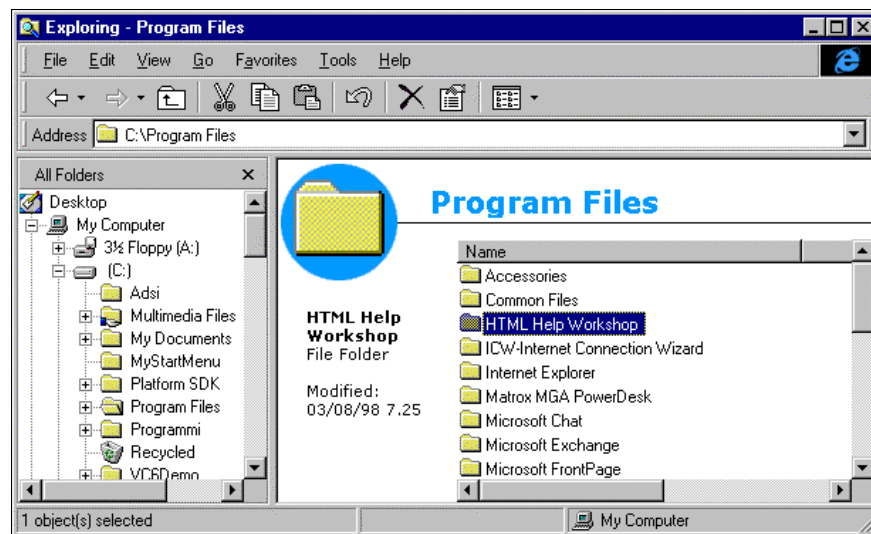 Exploring - Program Files
File Edit View Go Favorites Tools Help
Address C:\Program Files
All Folders
Desktop
My Computer
3½ Floppy (A:)
(C:)
Adsi
Multimedia Files
My Documents
MyStartMenu
Platform SDK
Program Files
Programmi
Recycled
VC6Demo
Program Files
HTML Help
Workshop
File Folder
Modified:
03/08/98 7.25
Name
Accessories
Common Files
HTML Help Workshop
ICW-Internet Connection Wizard
Internet Explorer
Matrox MGA PowerDesk
Microsoft Chat
Microsoft Exchange
Microsoft FrontPage
1 object(s) selected
My Computer